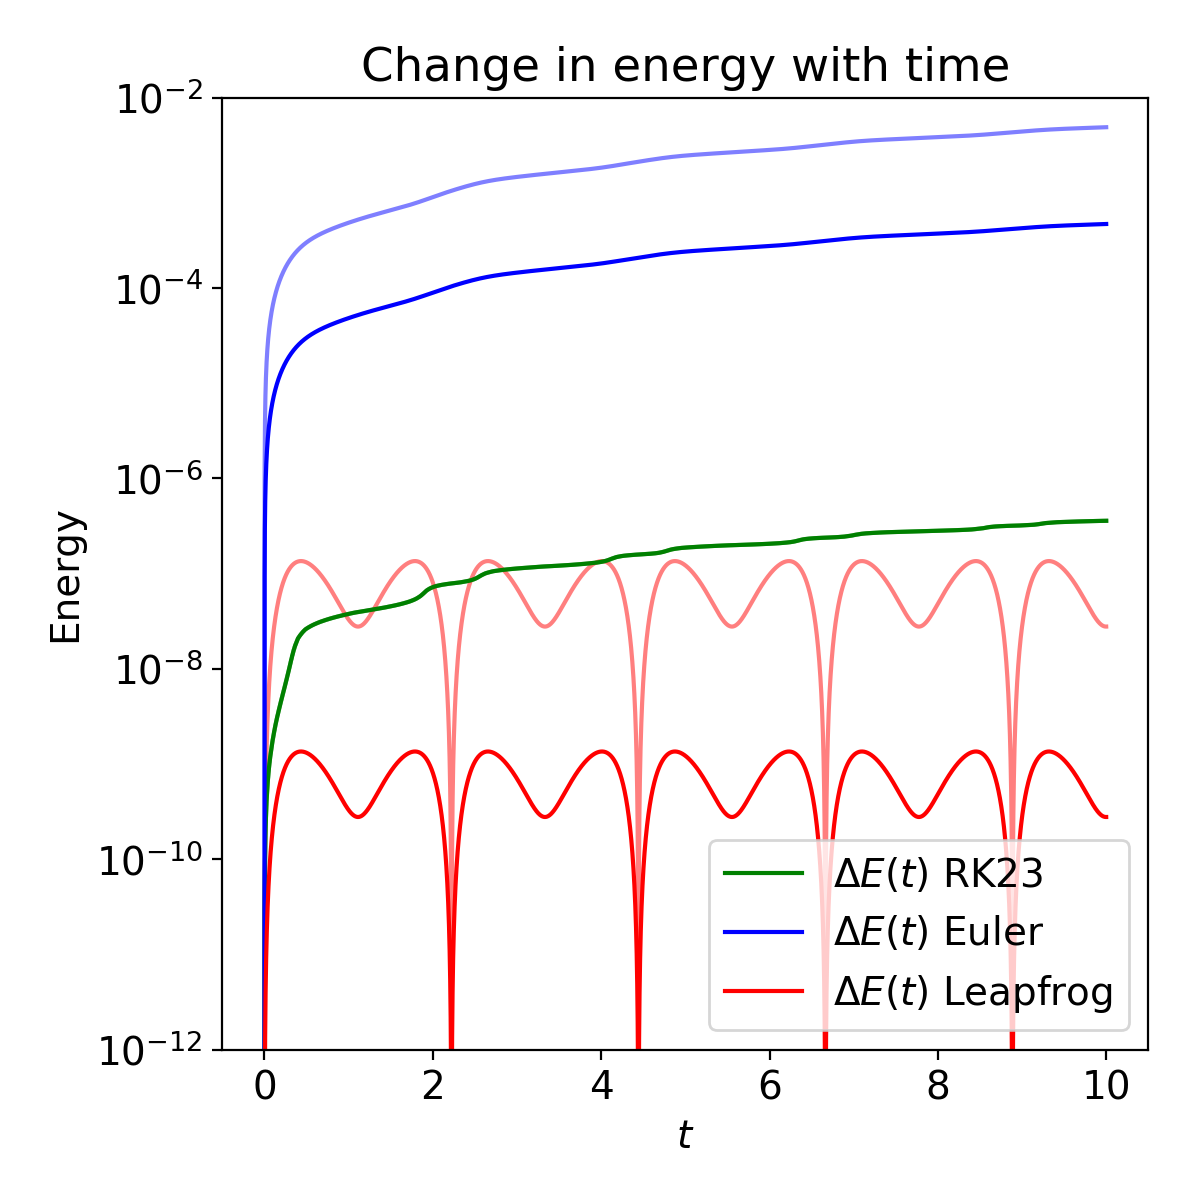 Change in energy with time
10⁻²
10⁻⁴
10⁻⁶
10⁻⁸
10⁻¹⁰
10⁻¹²
Energy
ΔE(t) RK23
ΔE(t) Euler
ΔE(t) Leapfrog
0 2 4 6 8 10
t